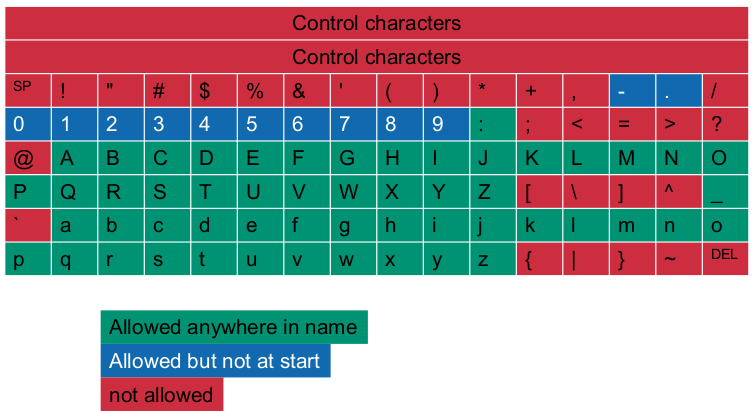 Control characters
Control characters
SP ! " # $ % & ' ( ) * + , - . /
0 1 2 3 4 5 6 7 8 9 : ; < = > ?
@ A B C D E F G H I J K L M N O
P Q R S T U V W X Y Z [ \ ] ^ _
` a b c d e f g h i j k l m n o
p q r s t u v w x y z { | } ~ DEL
Allowed anywhere in name
Allowed but not at start
not allowed